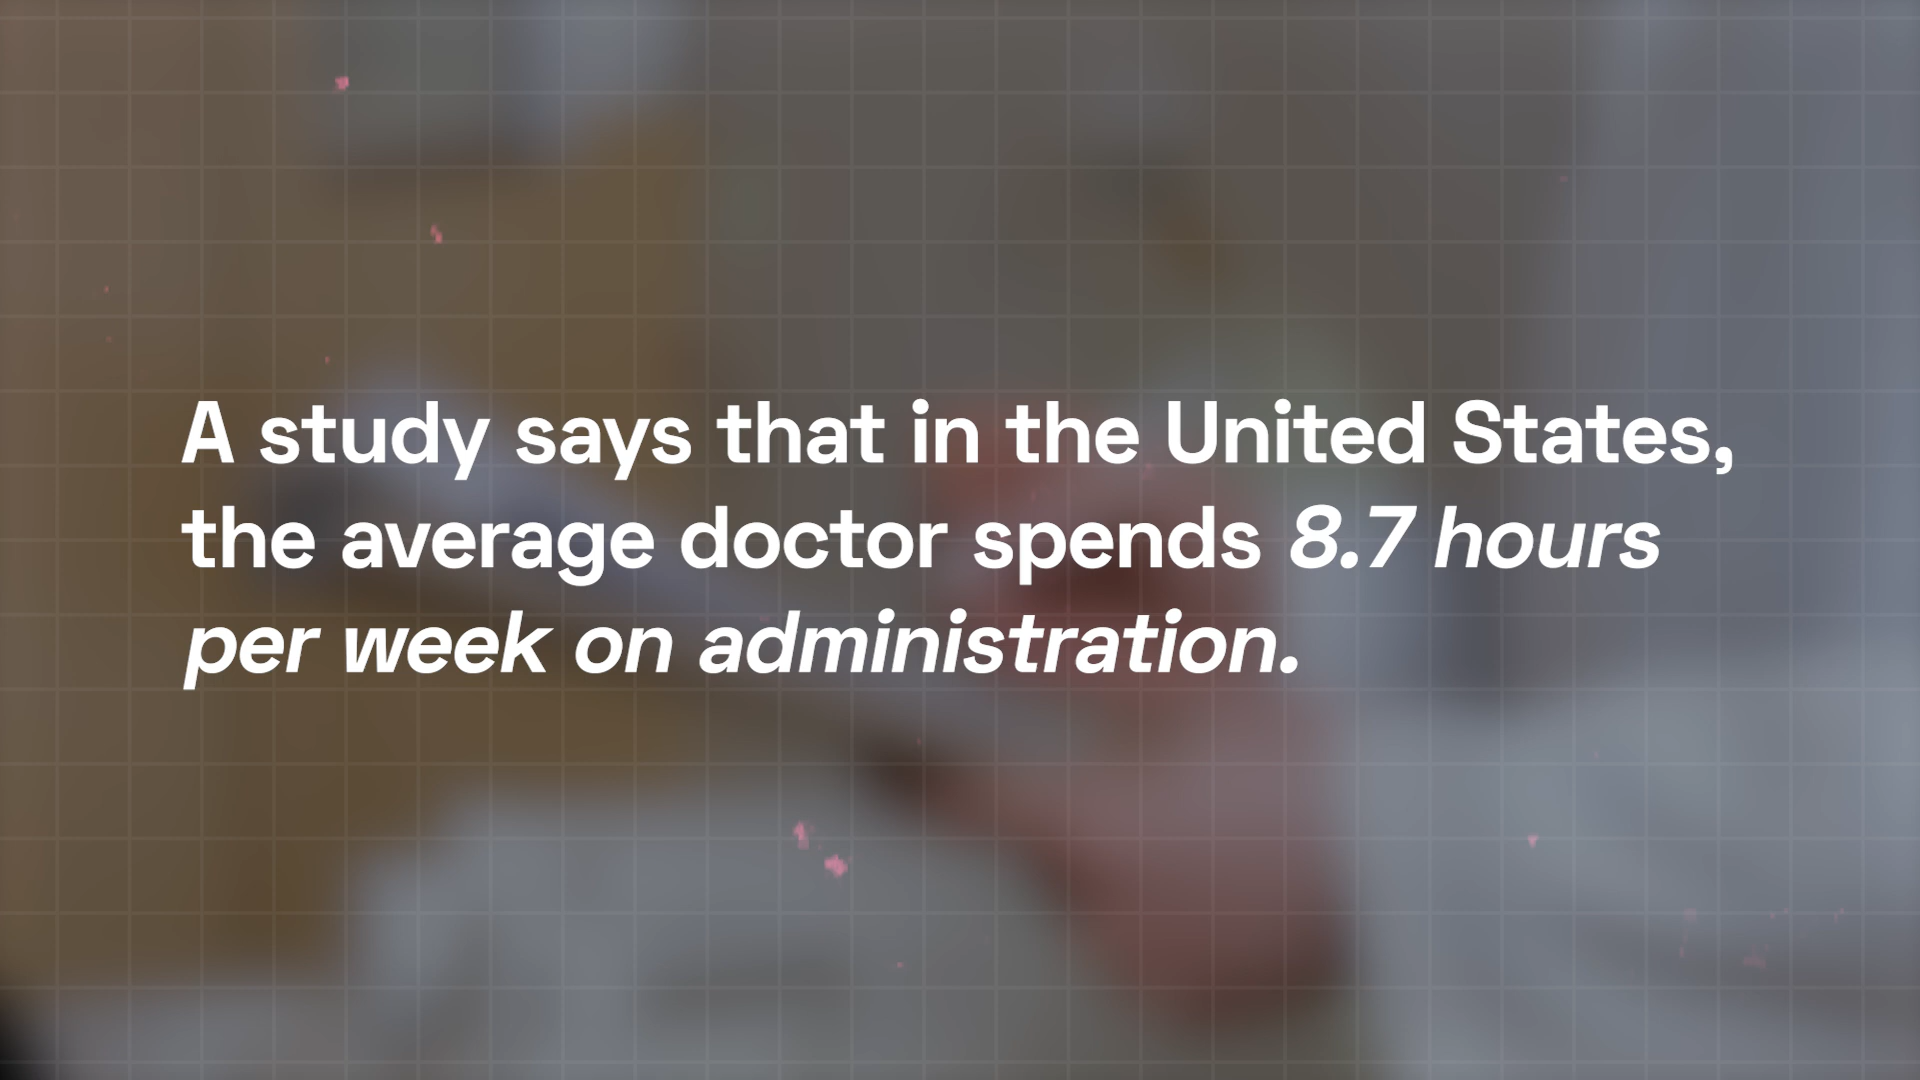 A study says that in the United States,
the average doctor spends 8.7 hours
per week on administration.